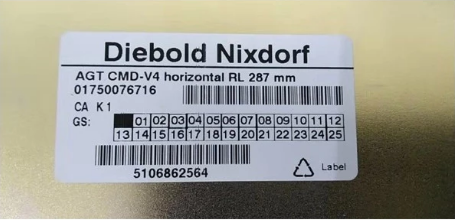 Diebold Nixdorf
AGT CMD-V4 horizontal RL 287 mm
01750076716
CA K1
GS: 01 02 03 04 05 06 07 08 09 10 11 12
13 14 15 16 17 18 19 20 21 22 23 24 25
5106862564
Label